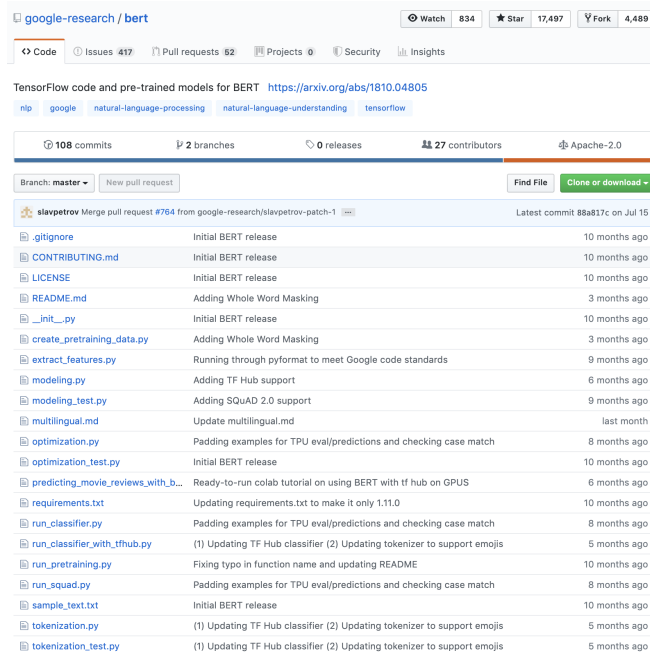 google-research / bert
Watch 834 Star 17,497 Fork 4,489
Code Issues 417 Pull requests 52 Projects 0 Security Insights
TensorFlow code and pre-trained models for BERT https://arxiv.org/abs/1810.04805
nlp google natural-language-processing natural-language-understanding tensorflow
108 commits 2 branches 0 releases 27 contributors Apache-2.0
Branch: master New pull request Find File Clone or download
slavpetrov Merge pull request #764 from google-research/slavpetrov-patch-1 ... Latest commit 88a817c on Jul 15
.gitignore Initial BERT release 10 months ago
CONTRIBUTING.md Initial BERT release 10 months ago
LICENSE Initial BERT release 10 months ago
README.md Adding Whole Word Masking 3 months ago
__init__.py Initial BERT release 10 months ago
create_pretraining_data.py Adding Whole Word Masking 3 months ago
extract_features.py Running through pyformat to meet Google code standards 9 months ago
modeling.py Adding TF Hub support 6 months ago
modeling_test.py Adding SQuAD 2.0 support 9 months ago
multilingual.md Update multilingual.md last month
optimization.py Padding examples for TPU eval/predictions and checking case match 8 months ago
optimization_test.py Initial BERT release 10 months ago
predicting_movie_reviews_with_b... Ready-to-run colab tutorial on using BERT with tf hub on GPUS 6 months ago
requirements.txt Updating requirements.txt to make it only 1.11.0 10 months ago
run_classifier.py Padding examples for TPU eval/predictions and checking case match 8 months ago
run_classifier_with_tfhub.py (1) Updating TF Hub classifier (2) Updating tokenizer to support emojis 5 months ago
run_pretraining.py Fixing typo in function name and updating README 10 months ago
run_squad.py Padding examples for TPU eval/predictions and checking case match 8 months ago
sample_text.txt Initial BERT release 10 months ago
tokenization.py (1) Updating TF Hub classifier (2) Updating tokenizer to support emojis 5 months ago
tokenization_test.py (1) Updating TF Hub classifier (2) Updating tokenizer to support emojis 5 months ago